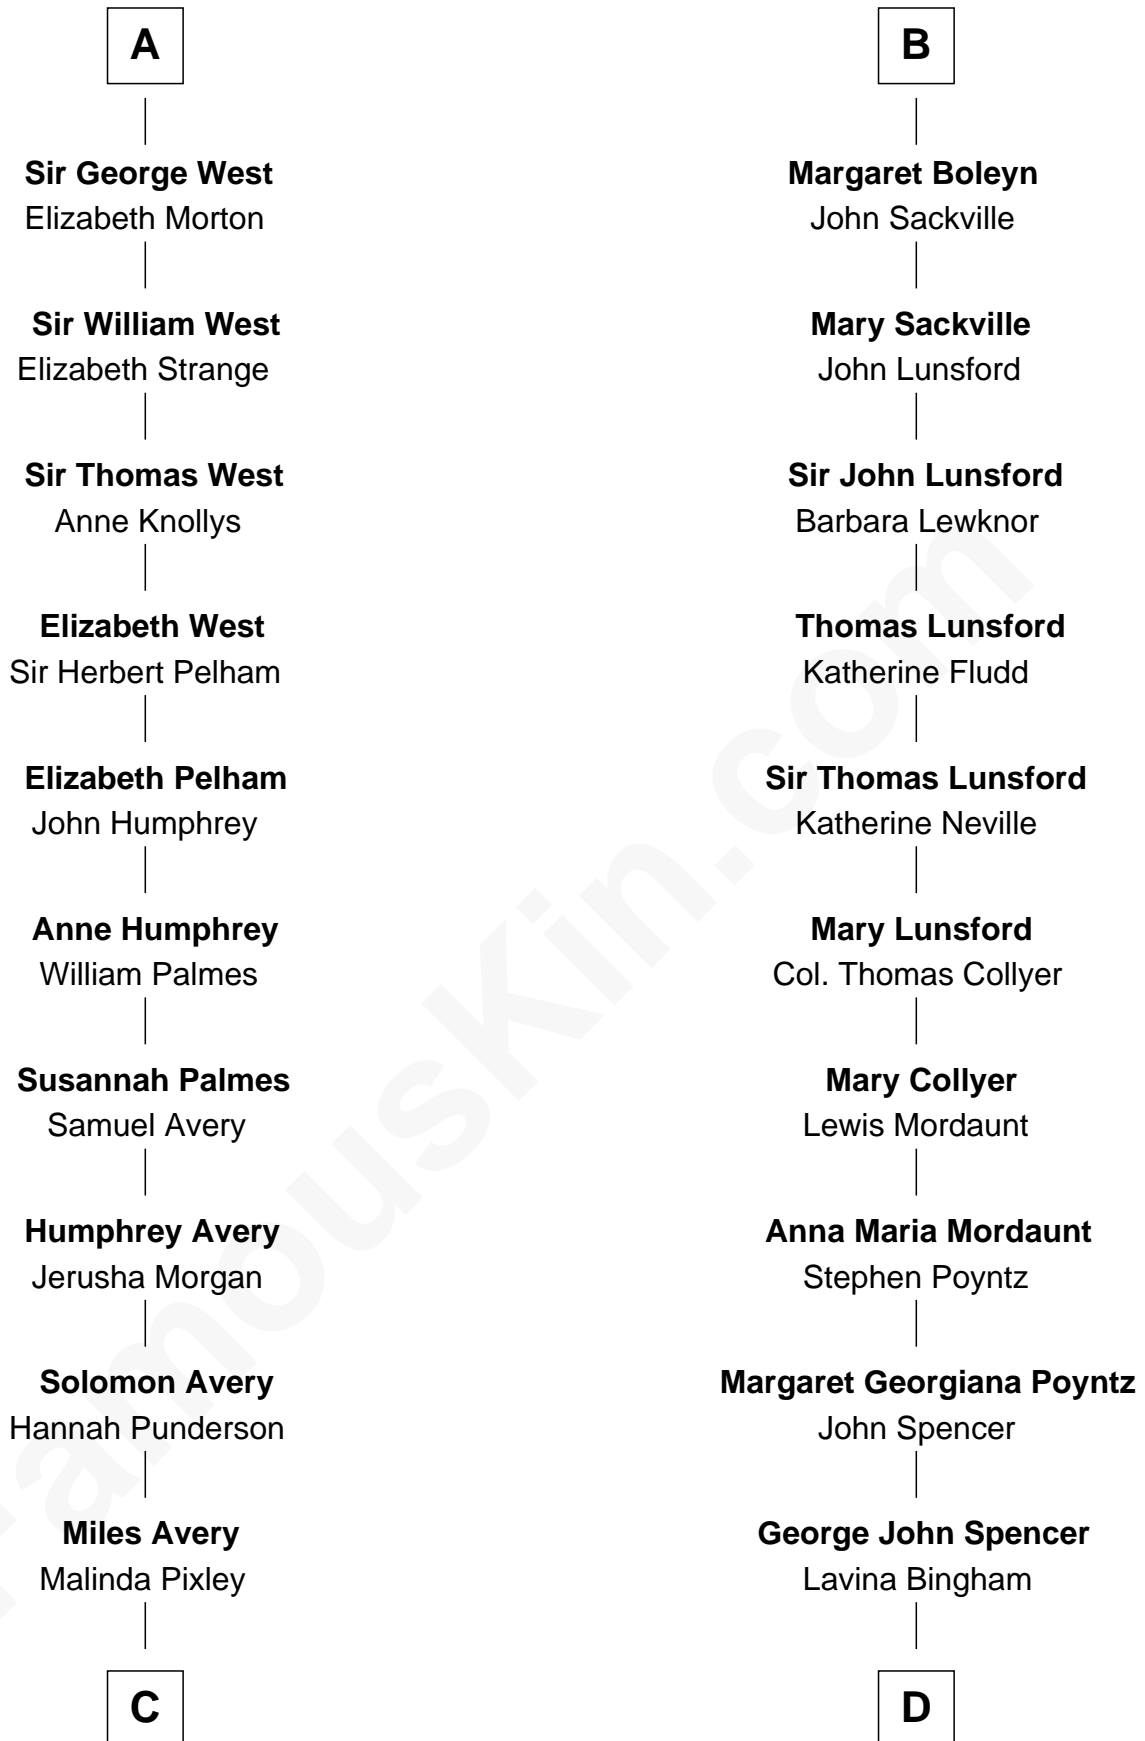 A
Sir George West
Elizabeth Morton
Sir William West
Elizabeth Strange
Sir Thomas West
Anne Knollys
Elizabeth West
Sir Herbert Pelham
Elizabeth Pelham
John Humphrey
Anne Humphrey
William Palmes
Susannah Palmes
Samuel Avery
Humphrey Avery
Jerusha Morgan
Solomon Avery
Hannah Punderson
Miles Avery
Malinda Pixley
C
B
Margaret Boleyn
John Sackville
Mary Sackville
John Lunsford
Sir John Lunsford
Barbara Lewknor
Thomas Lunsford
Katherine Fludd
Sir Thomas Lunsford
Katherine Neville
Mary Lunsford
Col. Thomas Collyer
Mary Collyer
Lewis Mordaunt
Anna Maria Mordaunt
Stephen Poyntz
Margaret Georgiana Poyntz
John Spencer
George John Spencer
Lavina Bingham
D
FamousKin.com